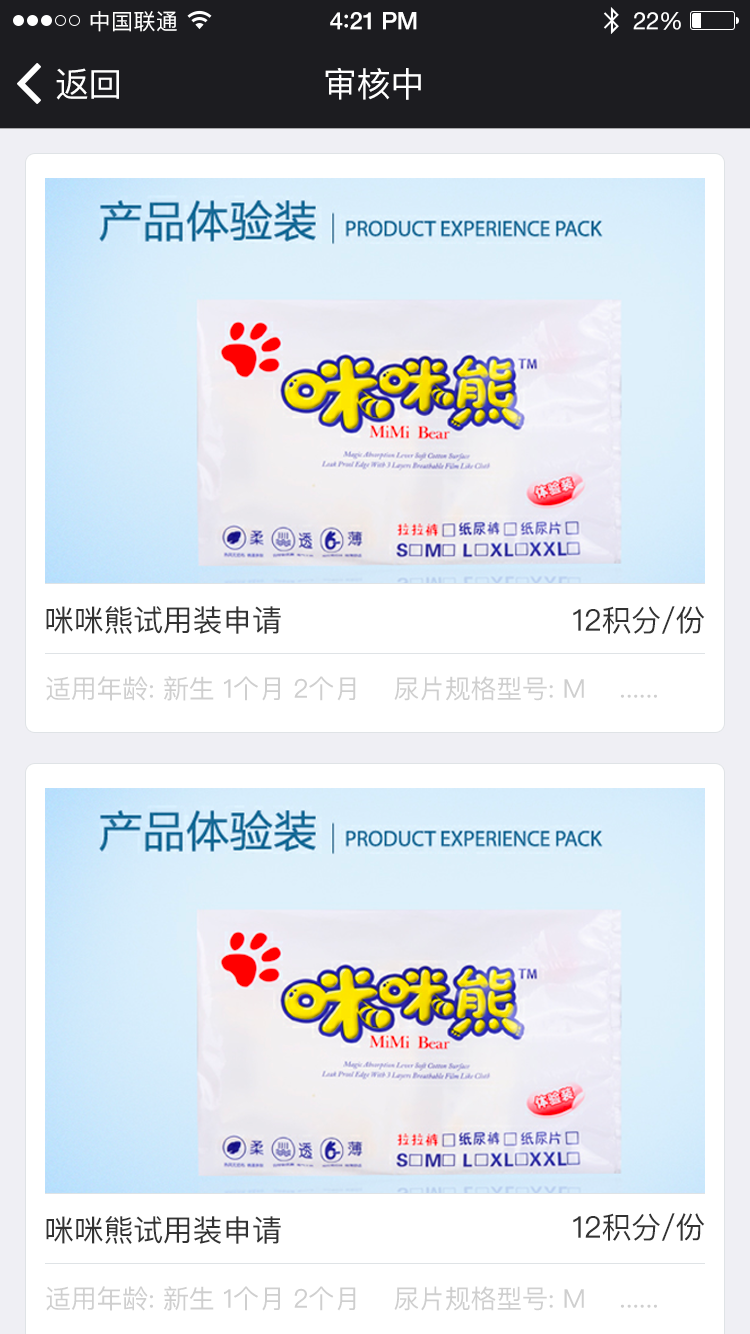 中国联通 4:21 PM 22%
返回 审核中
产品体验装 | PRODUCT EXPERIENCE PACK
咪咪熊™
MiMi Bear
Magic Absorption Lever Soft Cotton Surface
Leak Proof Edge With 3 Layers Breathable Film Like Cloth
体验装
柔 透 薄 拉拉裤□纸尿裤□纸尿片□
S□M□ L□XL□XXL□
咪咪熊试用装申请 12积分/份
适用年龄: 新生 1个月 2个月 尿片规格型号: M ......
产品体验装 | PRODUCT EXPERIENCE PACK
咪咪熊™
MiMi Bear
Magic Absorption Lever Soft Cotton Surface
Leak Proof Edge With 3 Layers Breathable Film Like Cloth
体验装
柔 透 薄 拉拉裤□纸尿裤□纸尿片□
S□M□ L□XL□XXL□
咪咪熊试用装申请 12积分/份
适用年龄: 新生 1个月 2个月 尿片规格型号: M ......